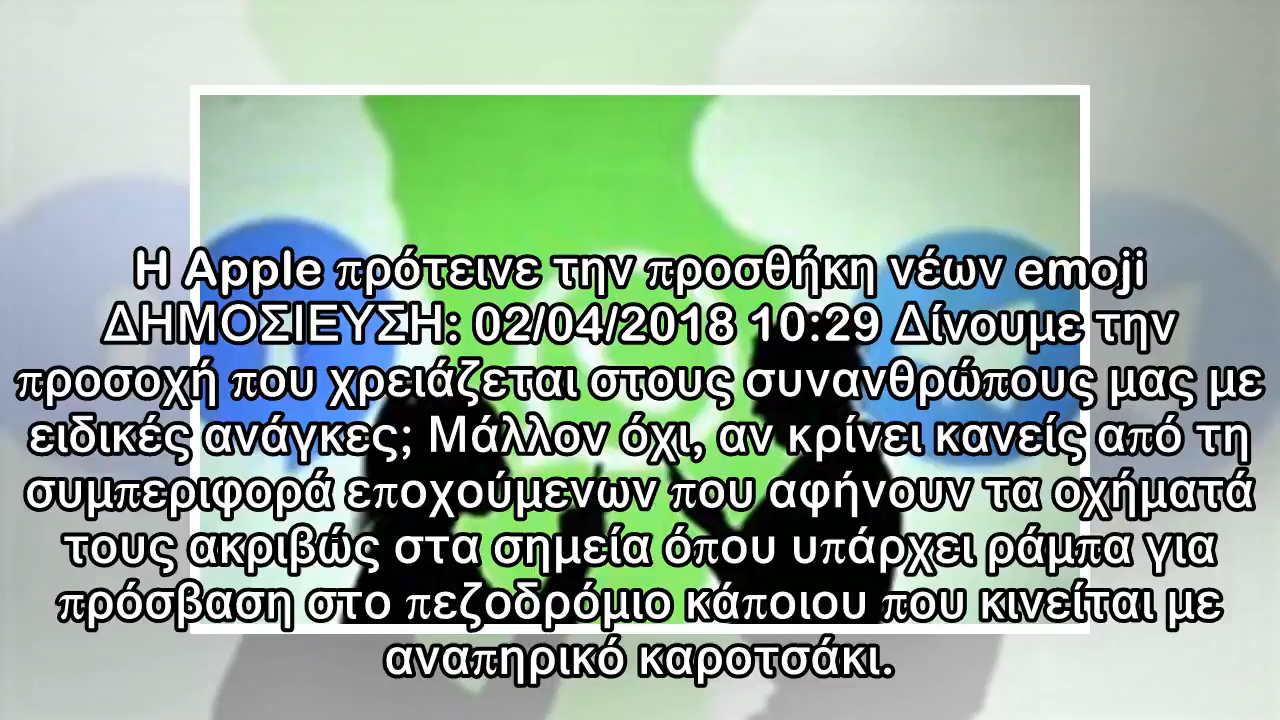 Η Apple πρότεινε την προσθήκη νέων emoji
ΔΗΜΟΣΙΕΥΣΗ: 02/04/2018 10:29 Δίνουμε την
προσοχή που χρειάζεται στους συνανθρώπους μας με
ειδικές ανάγκες; Μάλλον όχι, αν κρίνει κανείς από τη
συμπεριφορά εποχούμενων που αφήνουν τα οχήματά
τους ακριβώς στα σημεία όπου υπάρχει ράμπα για
πρόσβαση στο πεζοδρόμιο κάποιου που κινείται με
αναπηρικό καροτσάκι.